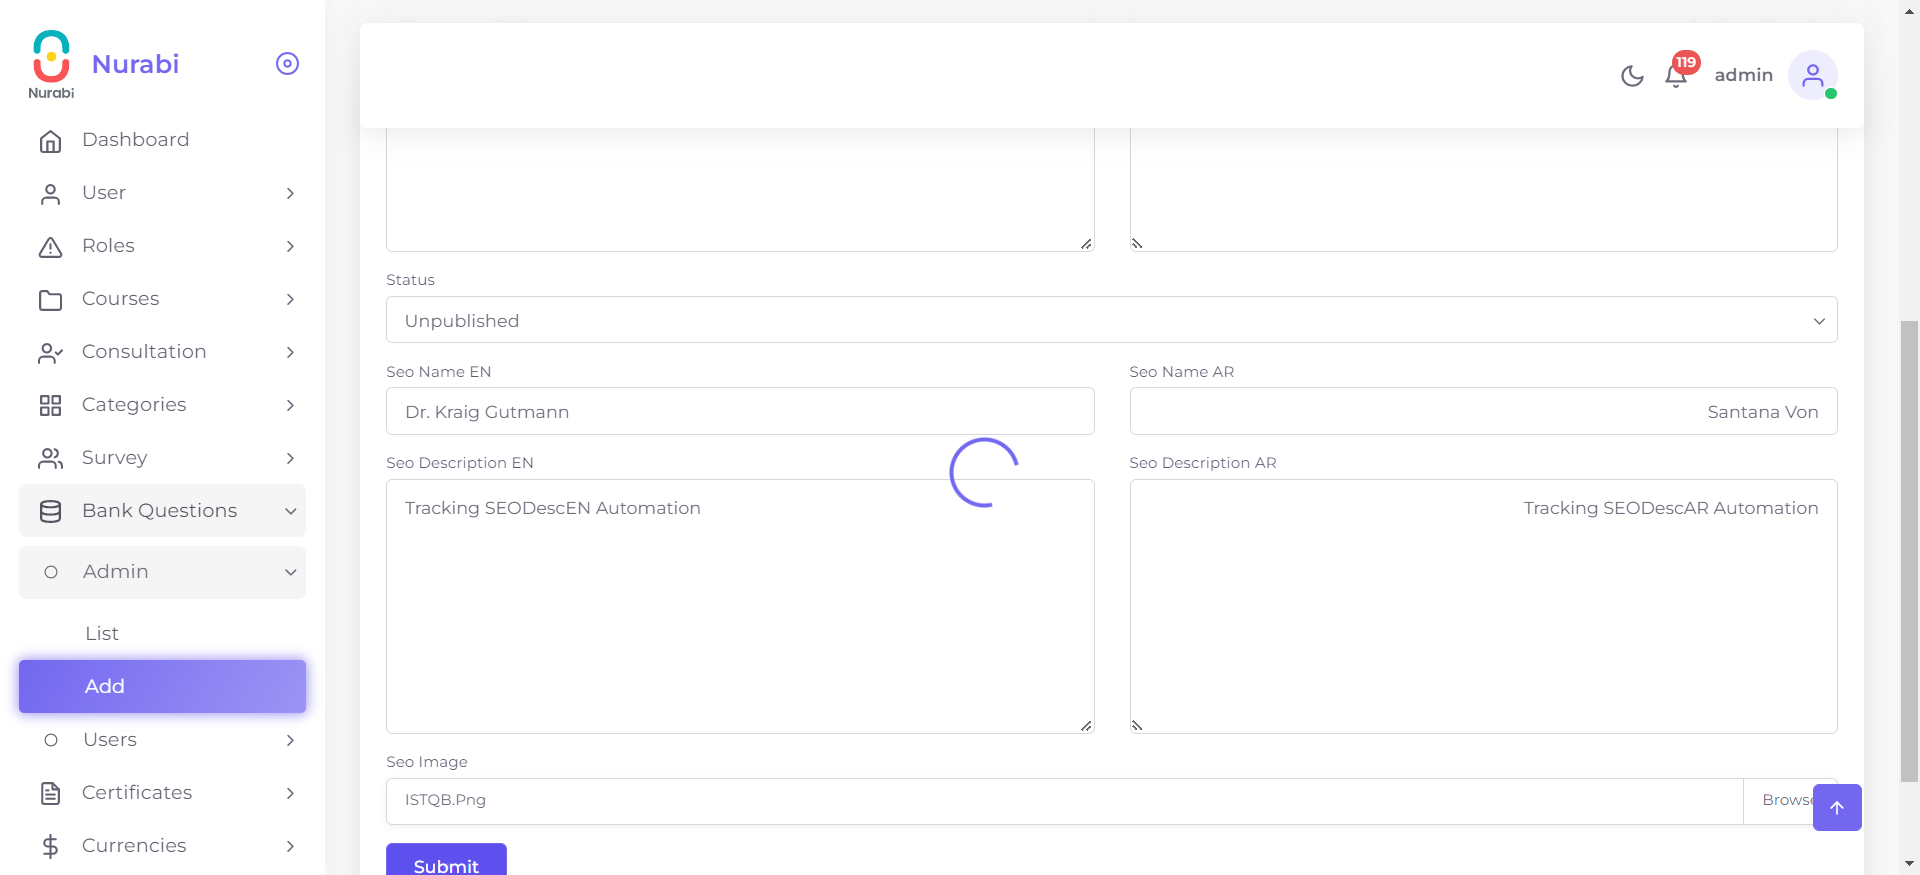 Nurabi
Nurabi
119
admin
Dashboard
User
Roles
Courses
Consultation
Categories
Survey
Bank Questions
Admin
List
Add
Users
Certificates
Currencies
Status
Unpublished
Seo Name EN
Seo Name AR
Dr. Kraig Gutmann
Santana Von
Seo Description EN
Seo Description AR
Tracking SEODescEN Automation
Tracking SEODescAR Automation
Seo Image
ISTQB.Png
Browse
Submit